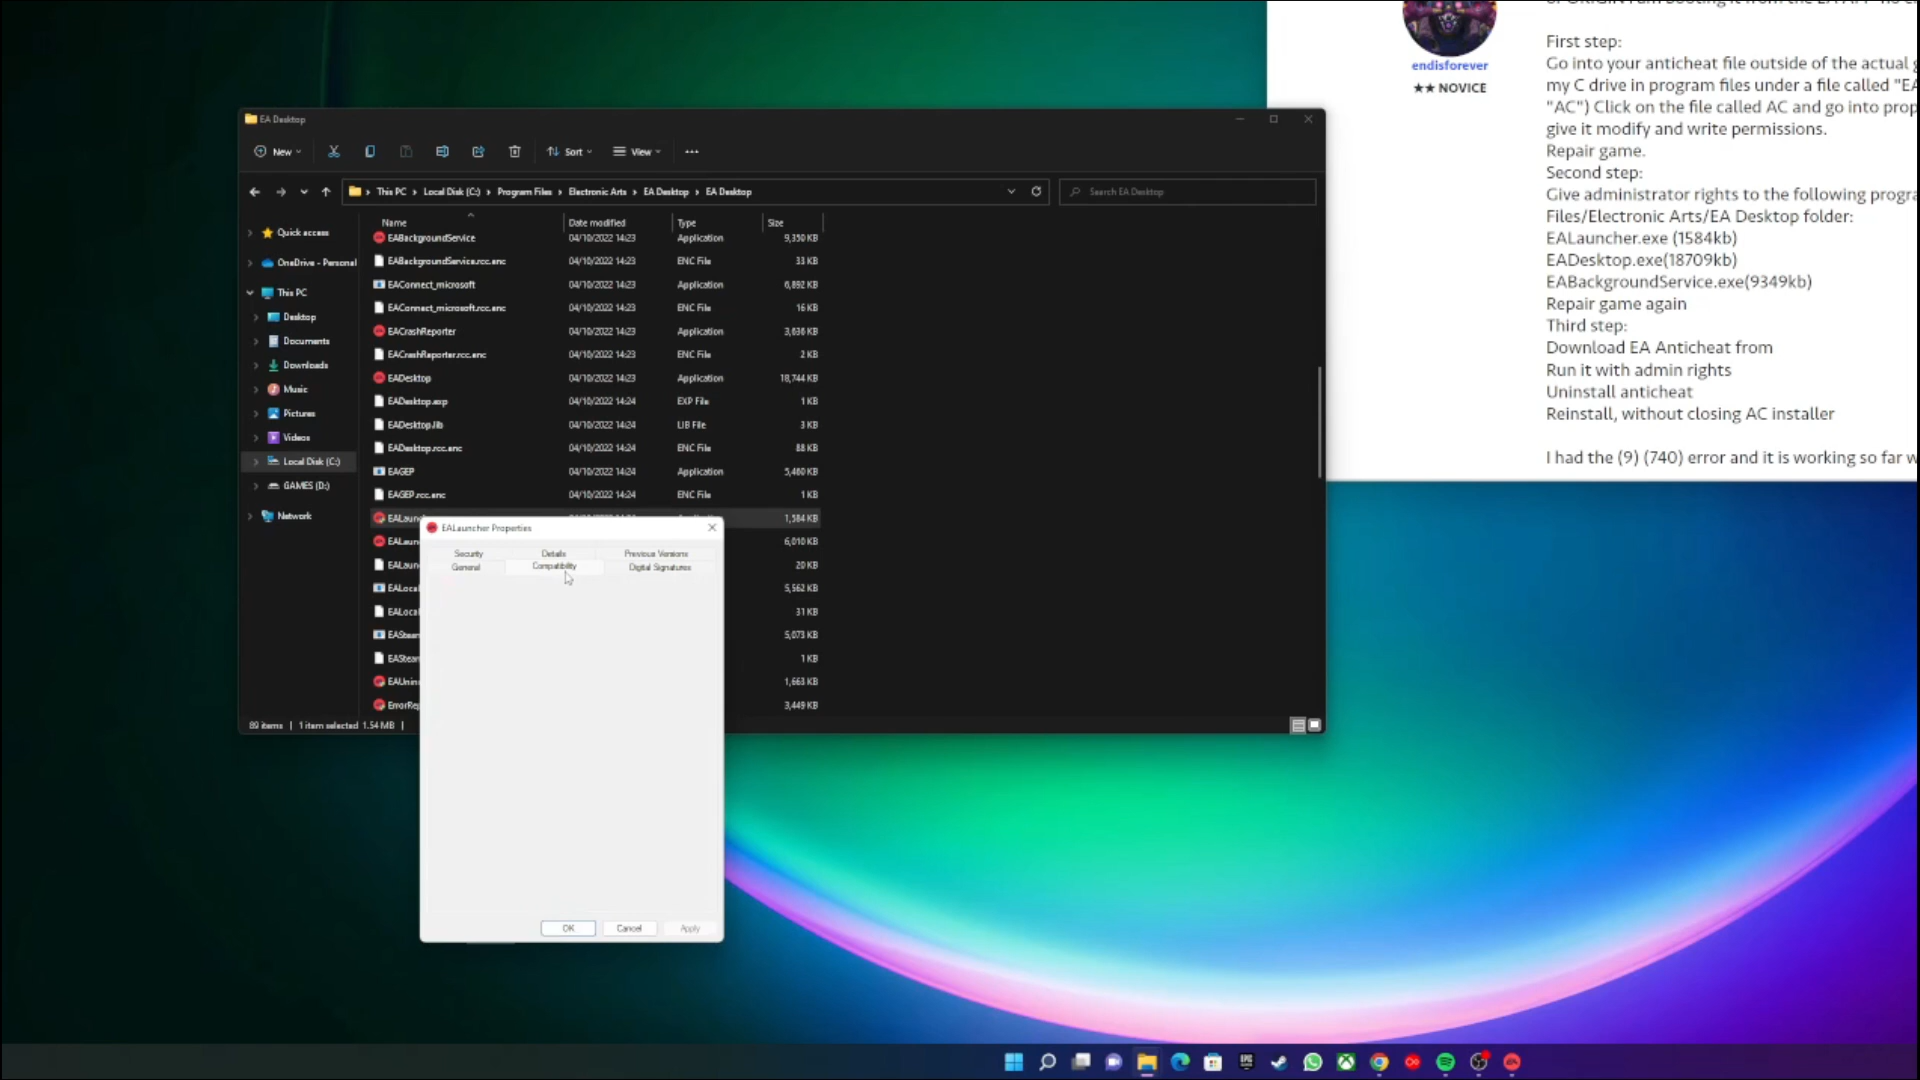 EA Desktop
New
Sort
View
This PC > Local Disk (C:) > Program Files > Electronic Arts > EA Desktop > EA Desktop
Search EA Desktop
Name Date modified Type Size
Quick access
OneDrive - Personal
This PC
Desktop
Documents
Downloads
Music
Pictures
Videos
Local Disk (C:)
GAMES (D:)
Network
EABackgroundService 04/10/2022 14:23 Application 9,350 KB
EABackgroundService.rcc.enc 04/10/2022 14:23 ENC File 33 KB
EAConnect_microsoft 04/10/2022 14:23 Application 6,892 KB
EAConnect_microsoft.rcc.enc 04/10/2022 14:23 ENC File 16 KB
EACrashReporter 04/10/2022 14:23 Application 3,636 KB
EACrashReporter.rcc.enc 04/10/2022 14:23 ENC File 2 KB
EADesktop 04/10/2022 14:23 Application 18,744 KB
EADesktop.exp 04/10/2022 14:24 EXP File 1 KB
EADesktop.lib 04/10/2022 14:24 LIB File 3 KB
EADesktop.rcc.enc 04/10/2022 14:24 ENC File 88 KB
EAGEP 04/10/2022 14:24 Application 5,460 KB
EAGEP.rcc.enc 04/10/2022 14:24 ENC File 1 KB
EALaun 1,584 KB
EALaun 6,010 KB
EALaun 20 KB
EALocal 5,562 KB
EALocal 31 KB
EASteam 5,073 KB
EASteam 1 KB
EAUnins 1,663 KB
ErrorRep 3,449 KB
89 items | 1 item selected 1.54 MB |
EALauncher Properties
Security Details Previous Versions
General Compatibility Digital Signatures
OK Cancel Apply
endisforever
★★ NOVICE
First step:
Go into your anticheat file outside of the actual
my C drive in program files under a file called "EA
"AC") Click on the file called AC and go into prop
give it modify and write permissions.
Repair game.
Second step:
Give administrator rights to the following progra
Files/Electronic Arts/EA Desktop folder:
EALauncher.exe (1584kb)
EADesktop.exe(18709kb)
EABackgroundService.exe(9349kb)
Repair game again
Third step:
Download EA Anticheat from
Run it with admin rights
Uninstall anticheat
Reinstall, without closing AC installer
I had the (9) (740) error and it is working so far w